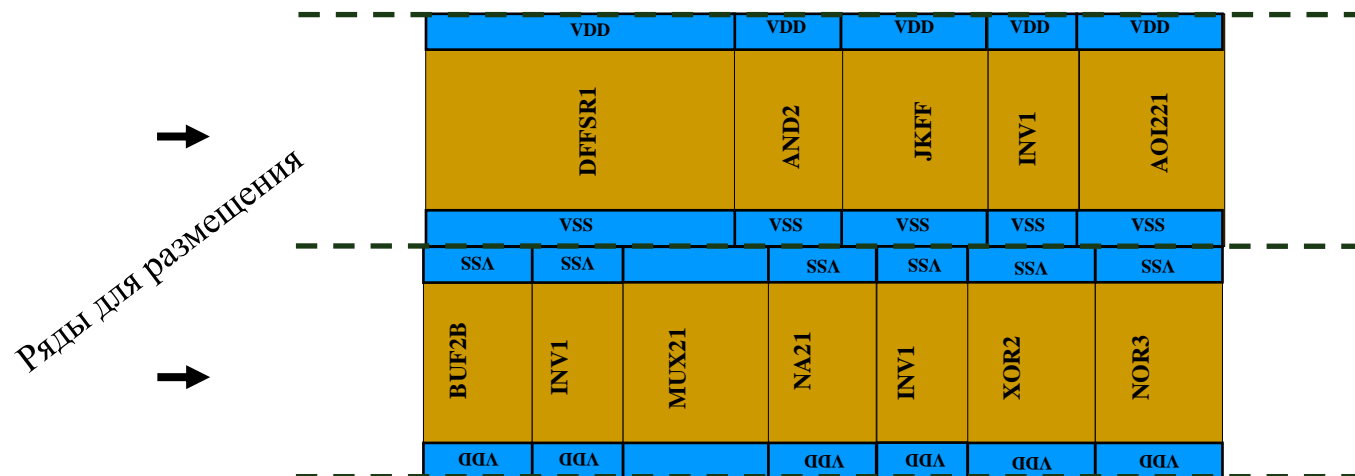 VDD VDD VDD VDD VDD
DFFSR1 AND2 JKFF INV1 AOI221
VSS VSS VSS VSS VSS
Ряды для размещения
VSS VSS VSS VSS VSS VSS
BUF2B INV1 MUX21 NA21 INV1 XOR2 NOR3
VDD VDD VDD VDD VDD VDD